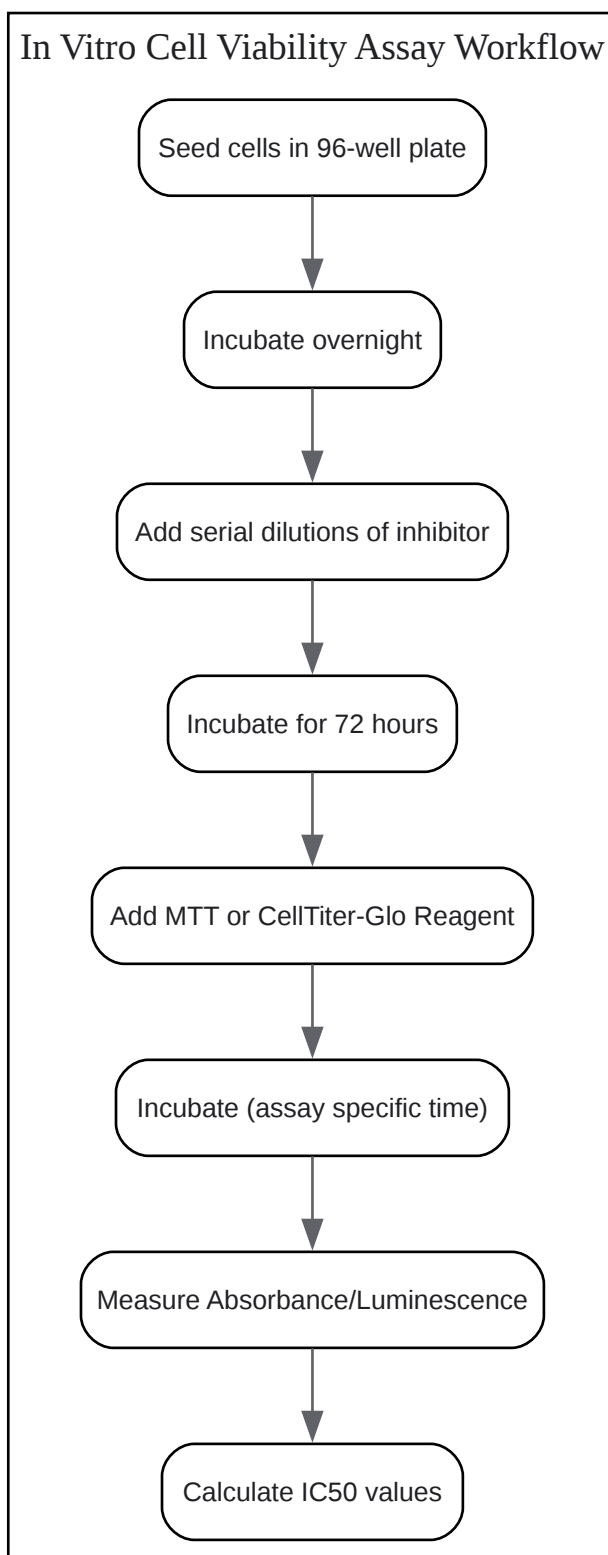 In Vitro Cell Viability Assay Workflow
Seed cells in 96-well plate
Incubate overnight
Add serial dilutions of inhibitor
Incubate for 72 hours
Add MTT or CellTiter-Glo Reagent
Incubate (assay specific time)
Measure Absorbance/Luminescence
Calculate IC50 values